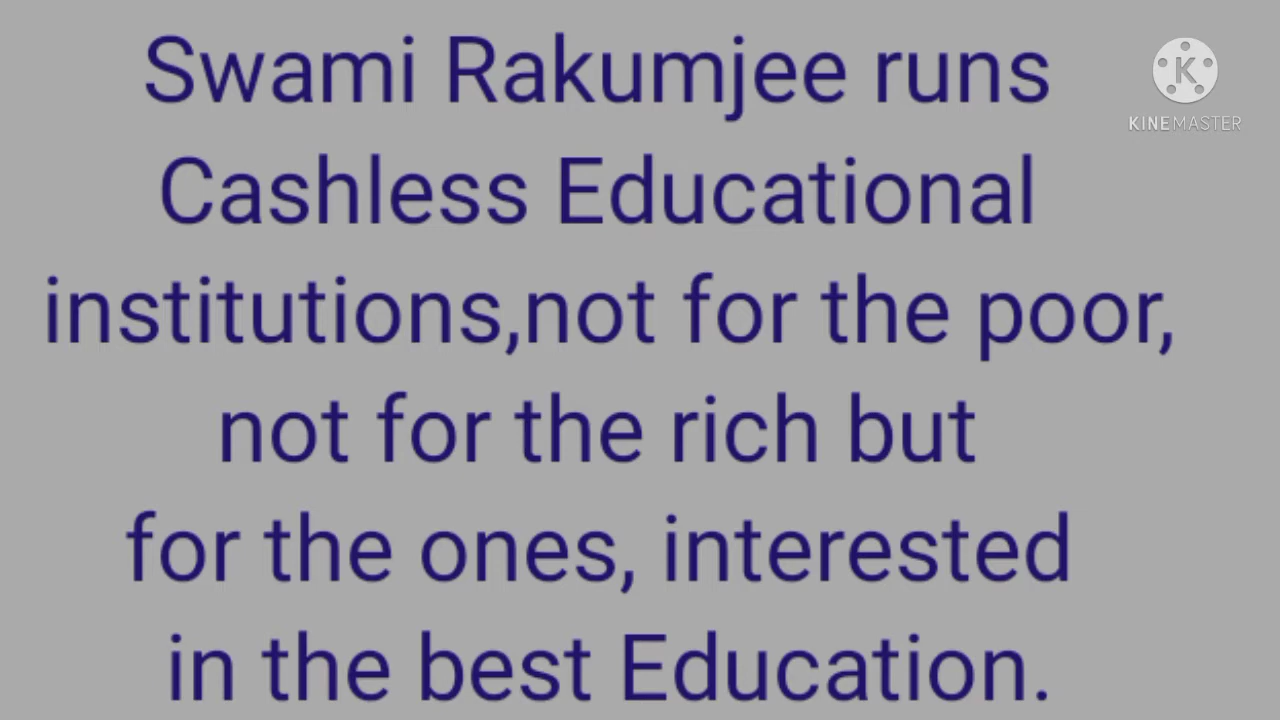 Swami Rakumjee runs
Cashless Educational
institutions,not for the poor,
not for the rich but
for the ones, interested
in the best Education.
K
KINEMASTER